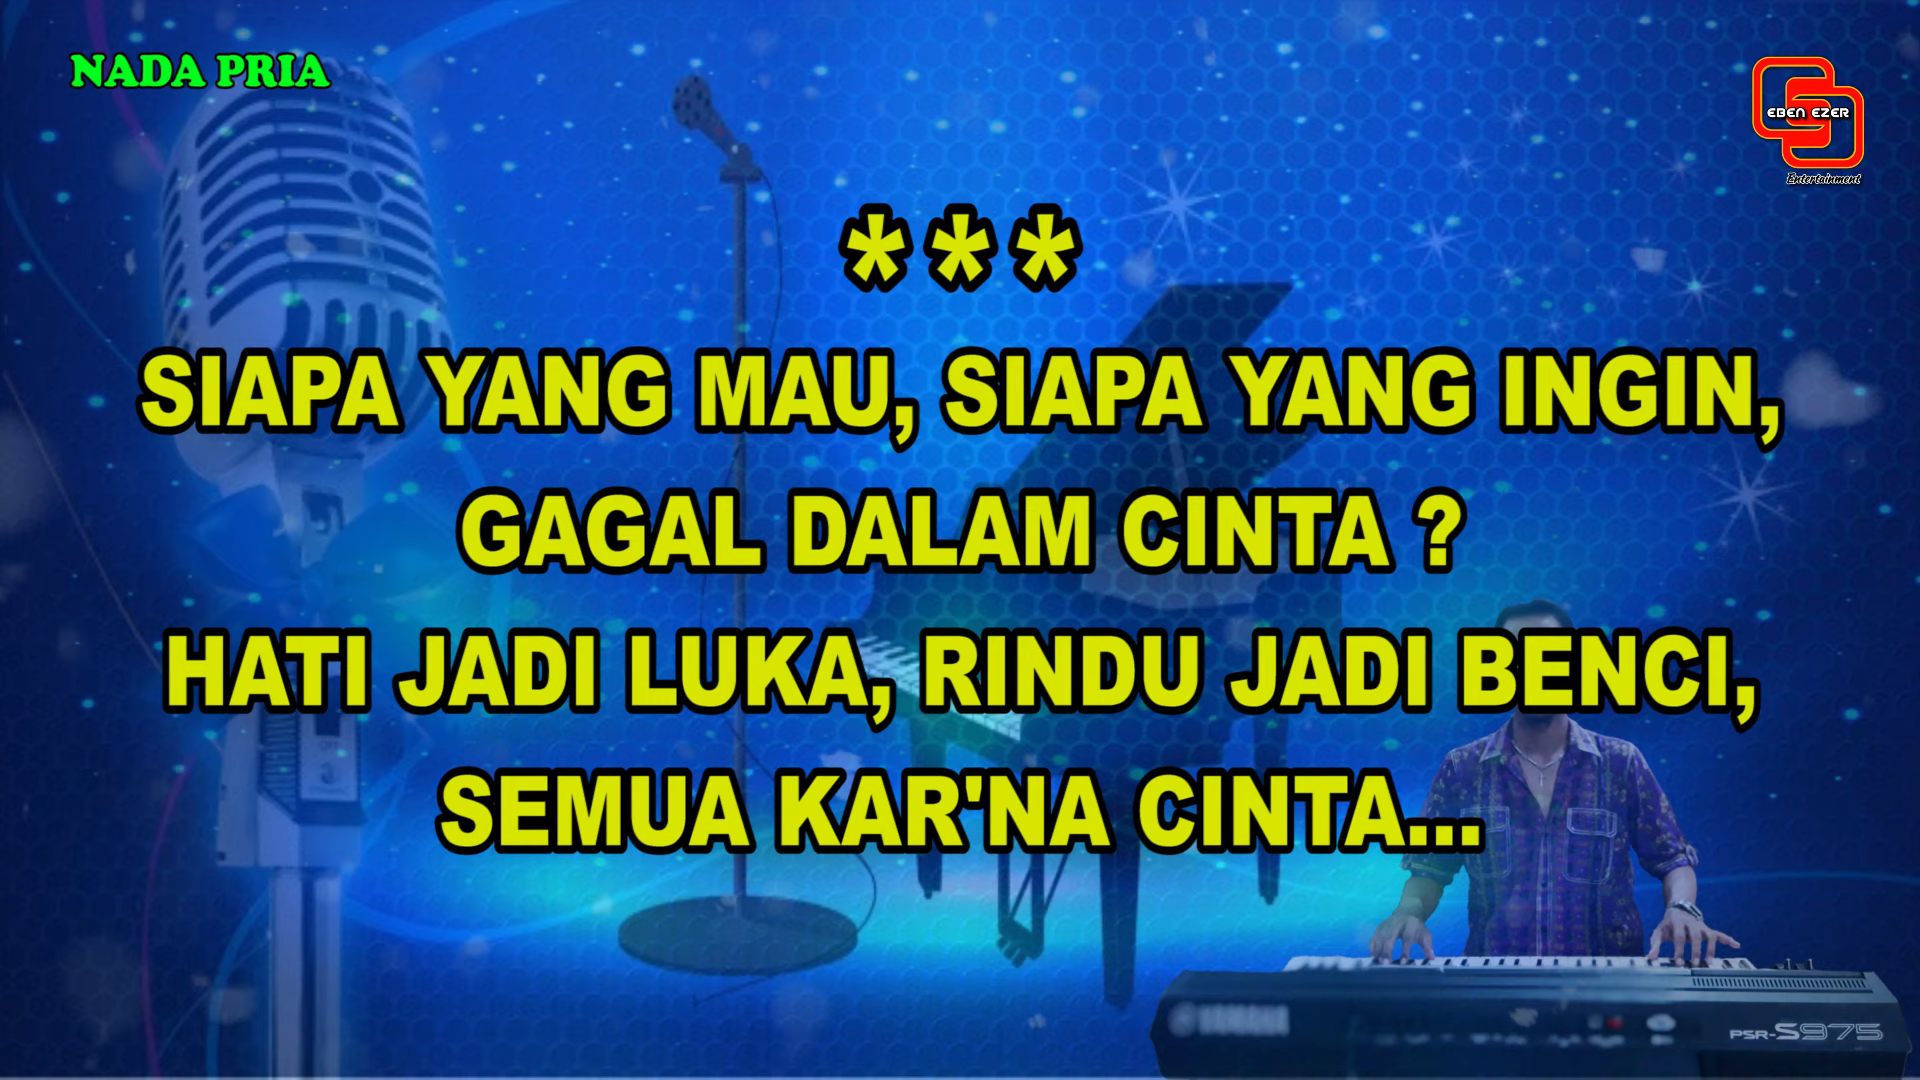 NADA PRIA
EBEN EZER
Entertainment
***
SIAPA YANG MAU, SIAPA YANG INGIN,
GAGAL DALAM CINTA ?
HATI JADI LUKA, RINDU JADI BENCI,
SEMUA KAR'NA CINTA...
YAMAHA
PSR-S975